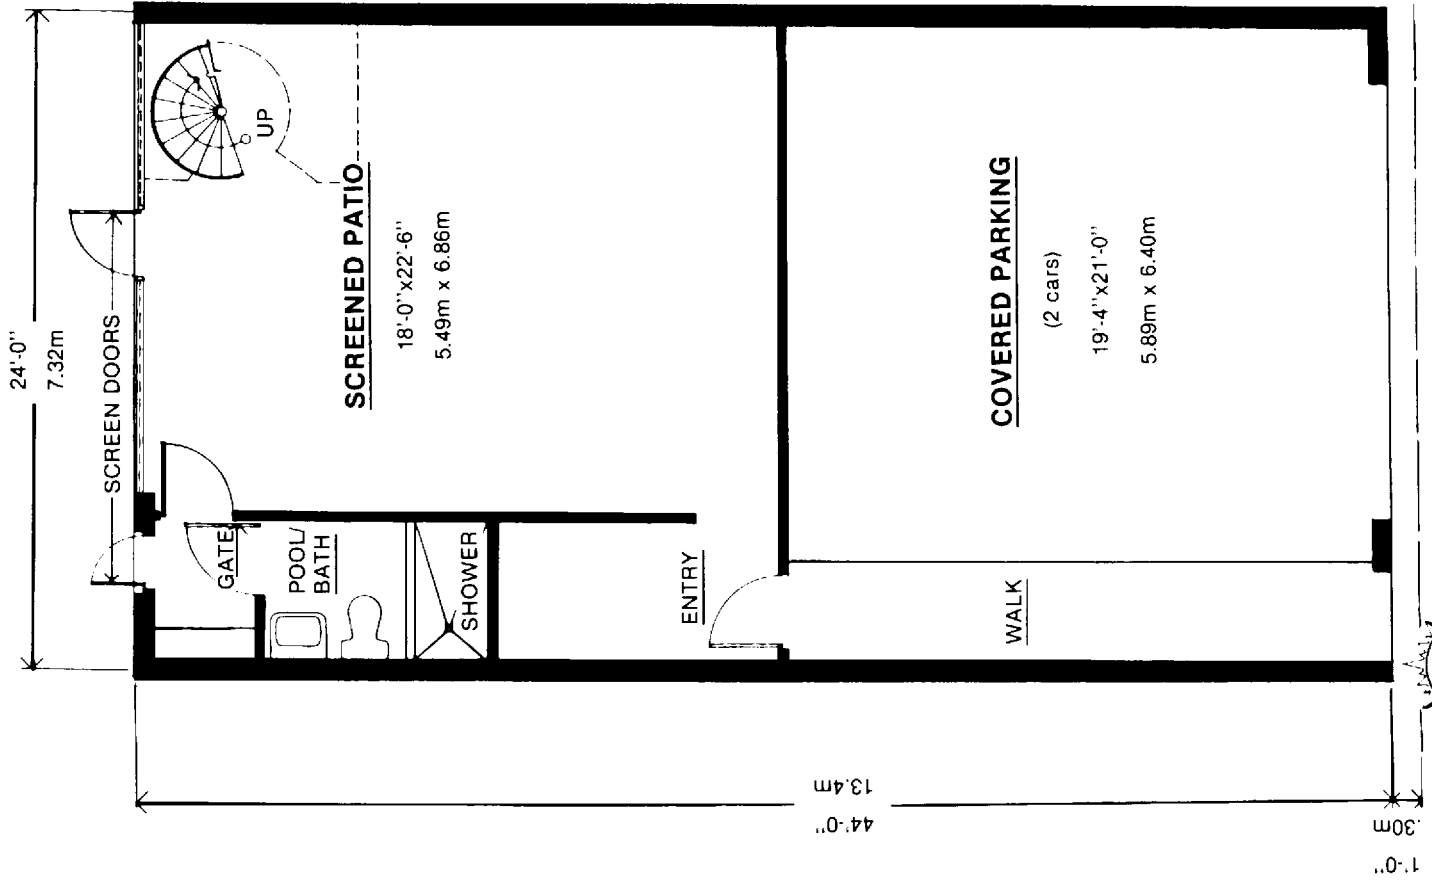 24'-0"
7.32m
SCREEN DOORS
UP
SCREENED PATIO
18'-0"x22'-6"
5.49m x 6.86m
GATE
POOL/
BATH
SHOWER
ENTRY
WALK
COVERED PARKING
(2 cars)
19'-4"x21'-0"
5.89m x 6.40m
13.4m
44'-0"
.30m
1'-0"